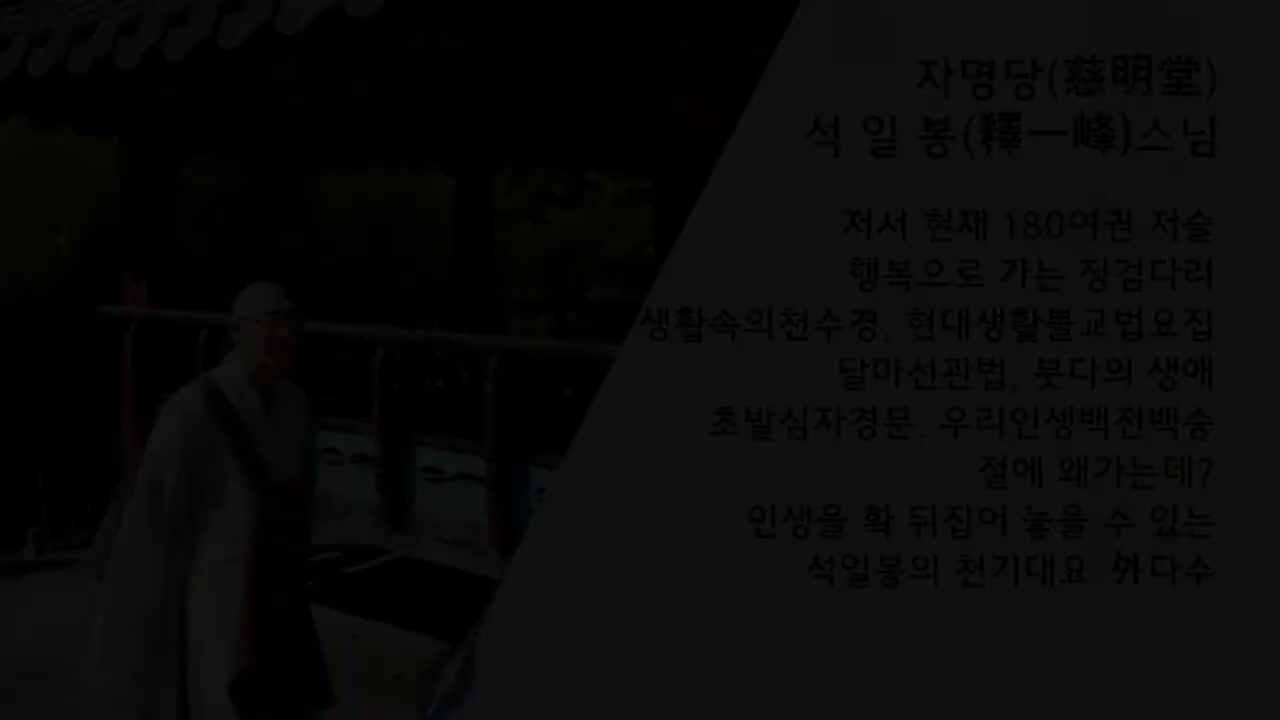 자명당(慈明堂)
석 일 봉(釋一峰)스님
저서 현재 180여권 저술
행복으로 가는 징검다리
생활속의천수경, 현대생활불교법요집
달마선관법, 붓다의 생애
초발심자경문, 우리인생백전백승
절에 왜가는데?
인생을 확 뒤집어 놓을 수 있는
석일봉의 천기대요 外다수